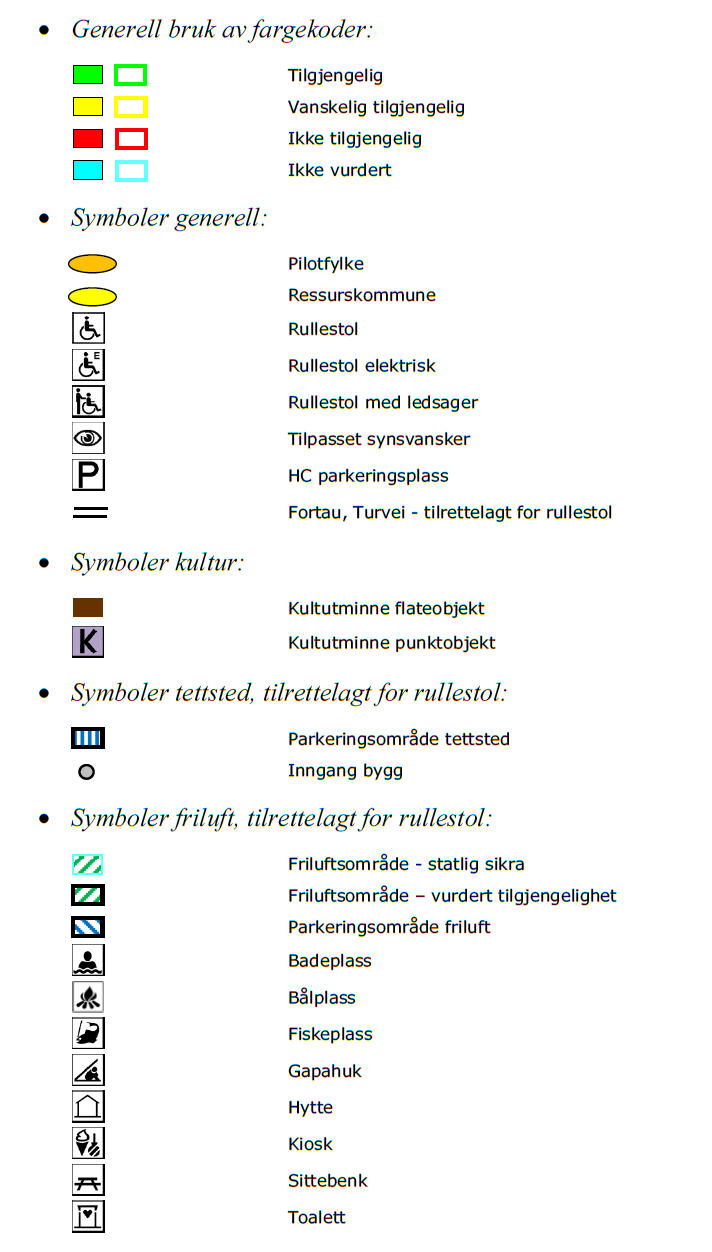 • Generell bruk av fargekoder:
Tilgjengelig
Vanskelig tilgjengelig
Ikke tilgjengelig
Ikke vurdert
• Symboler generell:
Pilotfylke
Ressurskommune
Rullestol
E Rullestol elektrisk
Rullestol med ledsager
Tilpasset synsvansker
P HC parkeringsplass
Fortau, Turvei - tilrettelagt for rullestol
• Symboler kultur:
Kultutminne flateobjekt
K Kultutminne punktobjekt
• Symboler tettsted, tilrettelagt for rullestol:
Parkeringsområde tettsted
Inngang bygg
• Symboler friluft, tilrettelagt for rullestol:
Friluftsområde - statlig sikra
Friluftsområde – vurdert tilgjengelighet
Parkeringsområde friluft
Badeplass
Bålplass
Fiskeplass
Gapahuk
Hytte
Kiosk
Sittebenk
Toalett